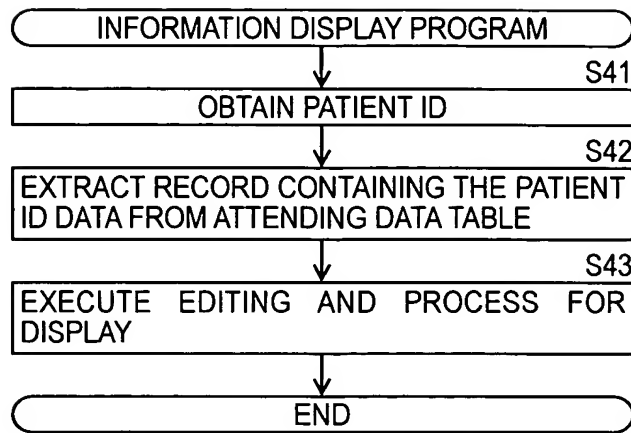 INFORMATION DISPLAY PROGRAM
S41
OBTAIN PATIENT ID
S42
EXTRACT RECORD CONTAINING THE PATIENT
ID DATA FROM ATTENDING DATA TABLE
S43
EXECUTE EDITING AND PROCESS FOR
DISPLAY
END